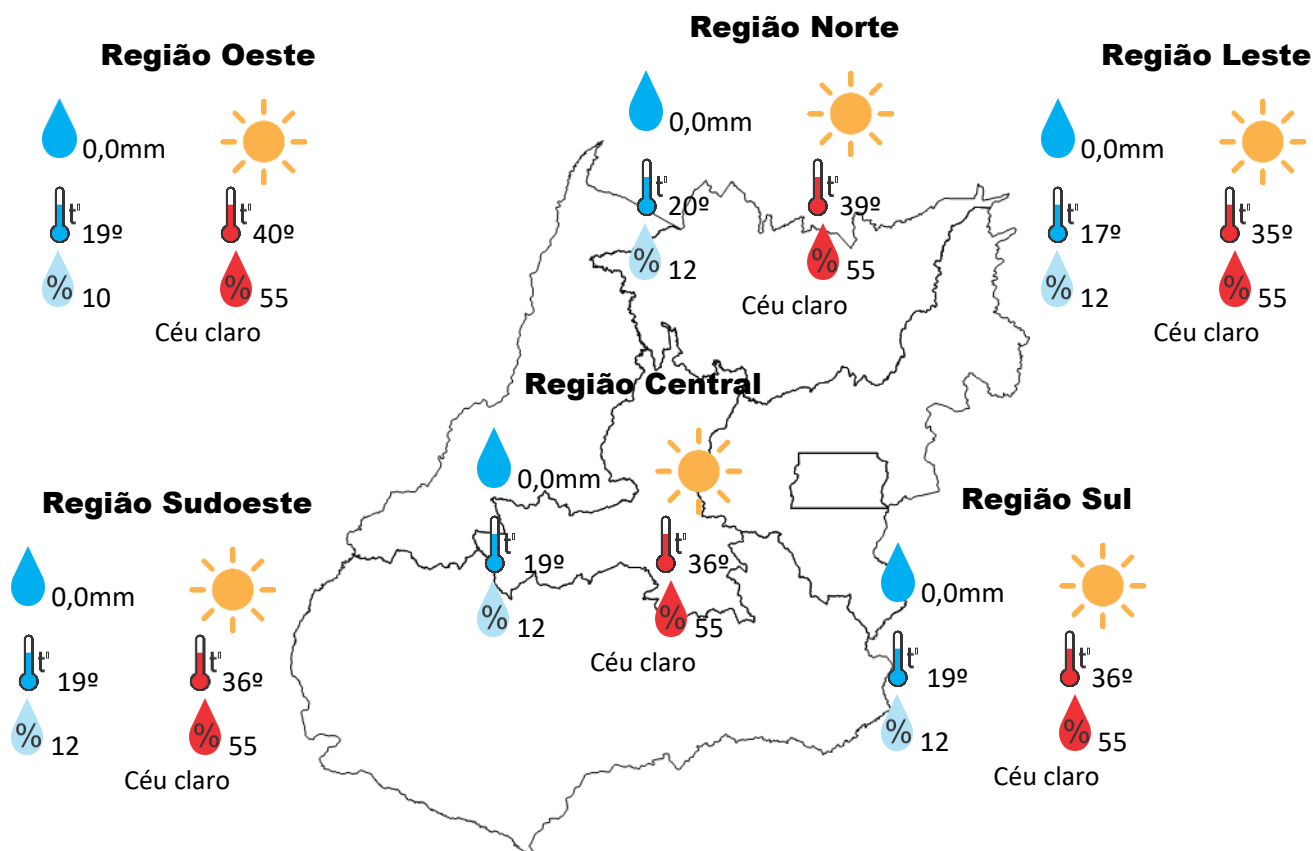 Região Oeste
0,0mm
t°
19º
t°
40º
%
10
%
55
Céu claro
Região Norte
0,0mm
t°
20º
t°
39º
%
12
%
55
Céu claro
Região Leste
0,0mm
t°
17º
t°
35º
%
12
%
55
Céu claro
Região Central
0,0mm
t°
19º
t°
36º
%
12
%
55
Céu claro
Região Sudoeste
0,0mm
t°
19º
t°
36º
%
12
%
55
Céu claro
Região Sul
0,0mm
t°
19º
t°
36º
%
12
%
55
Céu claro